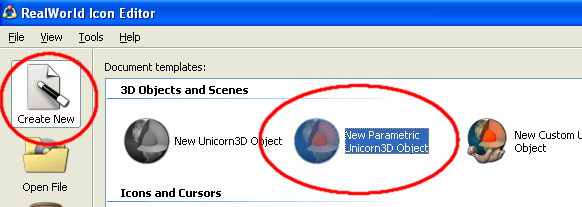 RealWorld Icon Editor
File View Tools Help
Create New
Open File
Document templates:
3D Objects and Scenes
New Unicorn3D Object
New Parametric
Unicorn3D Object
New Custom U
Object
Icons and Cursors